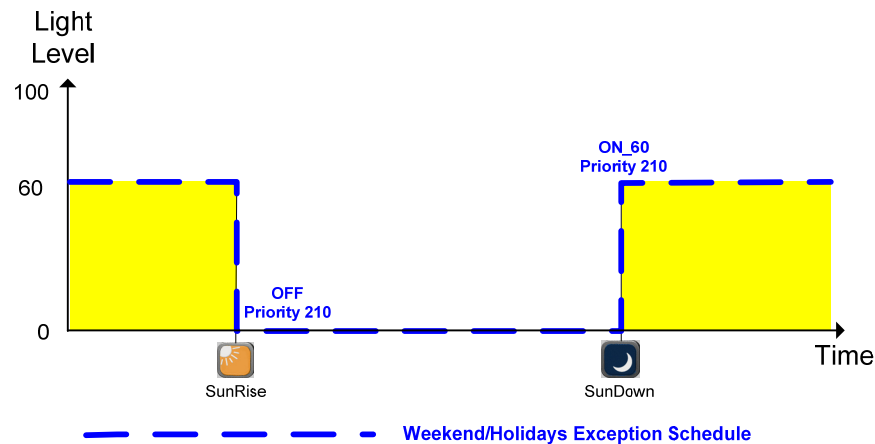 Light
Level
100
ON_60
Priority 210
60
OFF
Priority 210
0
Time
SunRise
SunDown
Weekend/Holidays Exception Schedule